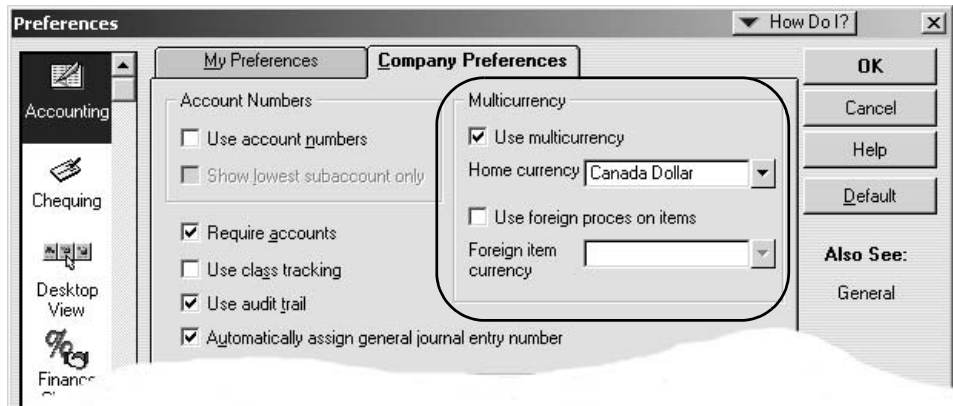 Preferences
How Do I?
Accounting
Chequing
Desktop
View
Finance
My Preferences
Company Preferences
Account Numbers
Use account numbers
Show lowest subaccount only
Require accounts
Use class tracking
Use audit trail
Automatically assign general journal entry number
Multicurrency
Use multicurrency
Home currency Canada Dollar
Use foreign proces on items
Foreign item
currency
OK
Cancel
Help
Default
Also See:
General